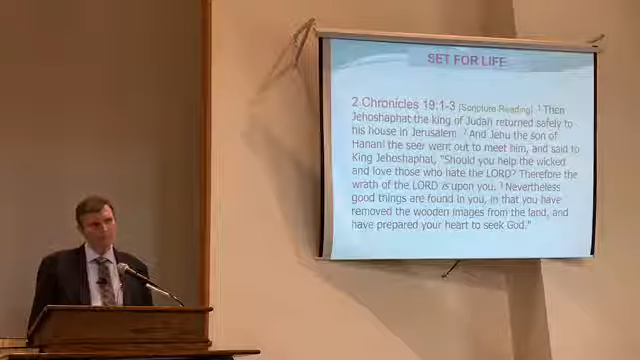 SET FOR LIFE
2 Chronicles 19:1-3 (Scripture Reading) 1 Then
Jehoshaphat the king of Judah returned safely to
his house in Jerusalem. 2 And Jehu the son of
Hanani the seer went out to meet him, and said to
King Jehoshaphat, "Should you help the wicked
and love those who hate the LORD? Therefore the
wrath of the LORD is upon you. 3 Nevertheless
good things are found in you, in that you have
removed the wooden images from the land, and
have prepared your heart to seek God."